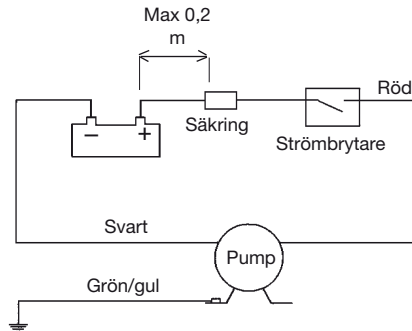 Max 0,2
m
Röd
− +
Säkring
Strömbrytare
Svart
Pump
Grön/gul